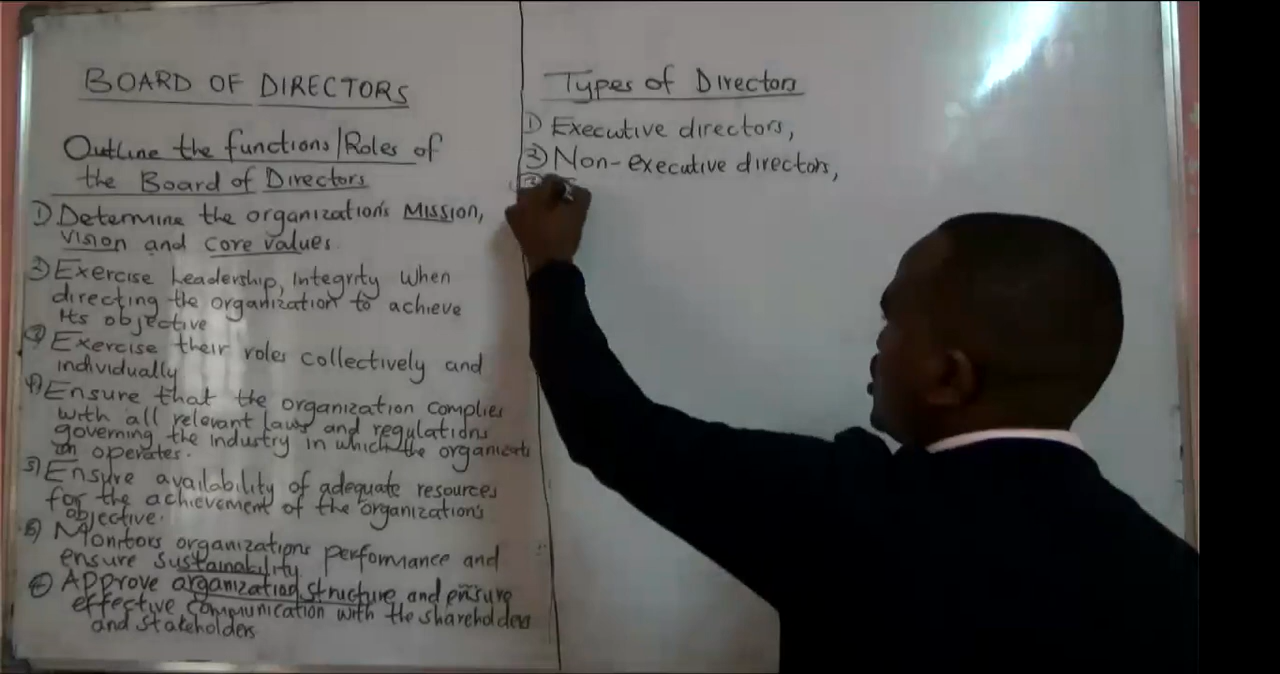 BOARD OF DIRECTORS
Outline the functions/Roles of
the Board of Directors
1) Determine the organization's Mission,
vision and core values.
2) Exercise Leadership, integrity when
directing the organization to achieve
its objective
3) Exercise their roles collectively and
individually
4) Ensure that the organization complies
with all relevant laws and regulations
governing the industry in which the organizati
on operates.
5) Ensure availability of adequate resources
for the achievement of the organization's
objective.
6) Monitors organizations performance and
ensure sustainability
7) Approve organization structure and ensure
effective communication with the shareholders
and stakeholders
Types of Directors
1) Executive directors,
2) Non-executive directors,
3)